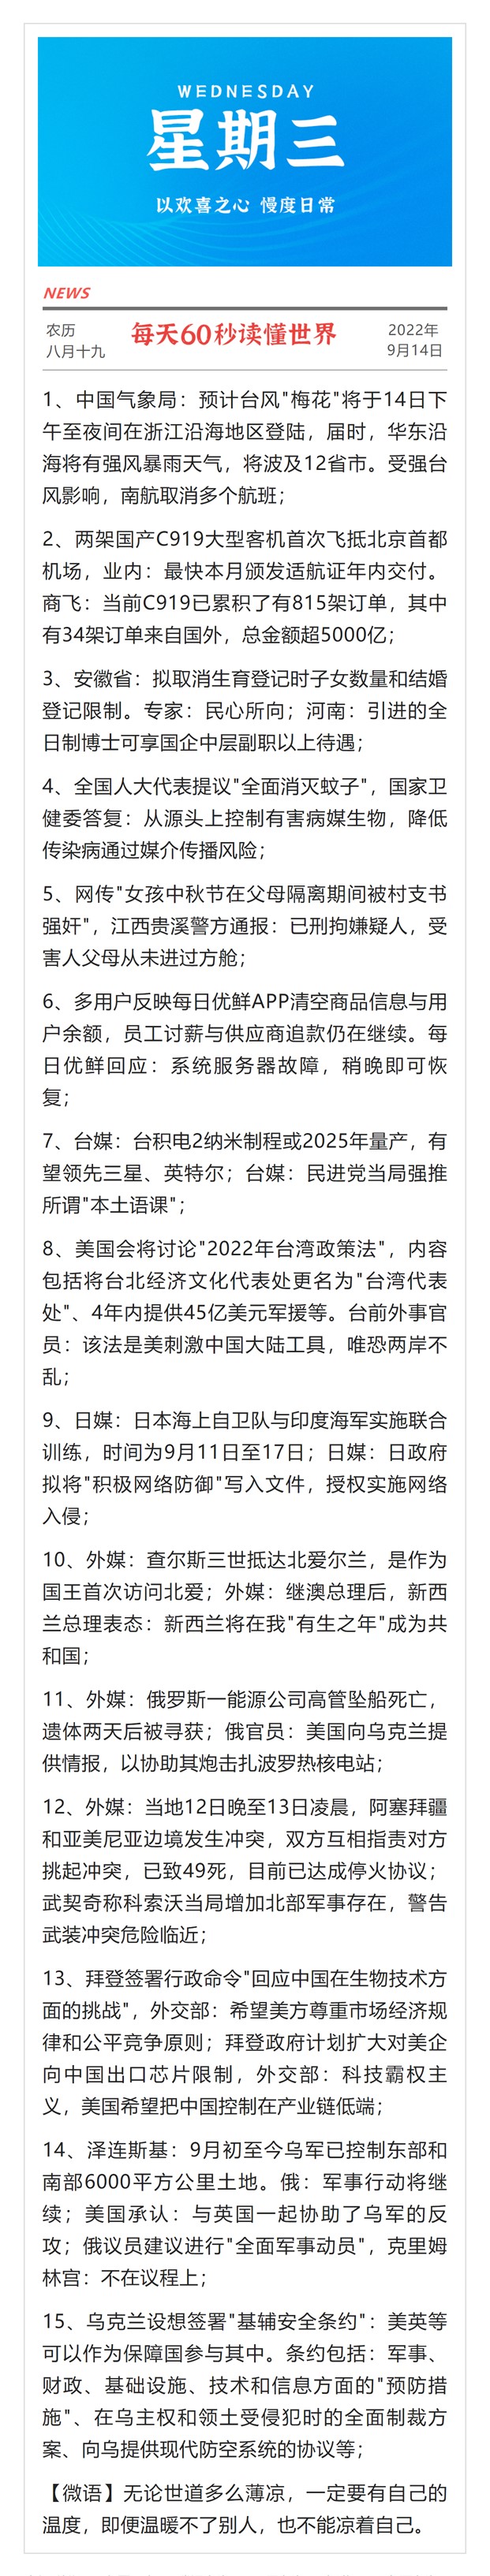 WEDNESDAY
星期三
以欢喜之心 慢度日常
NEWS
农历
八月十九
每天60秒读懂世界
2022年
9月14日
1、中国气象局：预计台风"梅花"将于14日下
午至夜间在浙江沿海地区登陆，届时，华东沿
海将有强风暴雨天气，将波及12省市。受强台
风影响，南航取消多个航班；
2、两架国产C919大型客机首次飞抵北京首都
机场，业内：最快本月颁发适航证年内交付。
商飞：当前C919已累积了有815架订单，其中
有34架订单来自国外，总金额超5000亿；
3、安徽省：拟取消生育登记时子女数量和结婚
登记限制。专家：民心所向；河南：引进的全
日制博士可享国企中层副职以上待遇；
4、全国人大代表提议"全面消灭蚊子"，国家卫
健委答复：从源头上控制有害病媒生物，降低
传染病通过媒介传播风险；
5、网传"女孩中秋节在父母隔离期间被村支书
强奸"，江西贵溪警方通报：已刑拘嫌疑人，受
害人父母从未进过方舱；
6、多用户反映每日优鲜APP清空商品信息与用
户余额，员工讨薪与供应商追款仍在继续。每
日优鲜回应：系统服务器故障，稍晚即可恢
复；
7、台媒：台积电2纳米制程或2025年量产，有
望领先三星、英特尔；台媒：民进党当局强推
所谓"本土语课"；
8、美国会将讨论"2022年台湾政策法"，内容
包括将台北经济文化代表处更名为"台湾代表
处"、4年内提供45亿美元军援等。台前外事官
员：该法是美刺激中国大陆工具，唯恐两岸不
乱；
9、日媒：日本海上自卫队与印度海军实施联合
训练，时间为9月11日至17日；日媒：日政府
拟将"积极网络防御"写入文件，授权实施网络
入侵；
10、外媒：查尔斯三世抵达北爱尔兰，是作为
国王首次访问北爱；外媒：继澳总理后，新西
兰总理表态：新西兰将在我"有生之年"成为共
和国；
11、外媒：俄罗斯一能源公司高管坠船死亡，
遗体两天后被寻获；俄官员：美国向乌克兰提
供情报，以协助其炮击扎波罗热核电站；
12、外媒：当地12日晚至13日凌晨，阿塞拜疆
和亚美尼亚边境发生冲突，双方互相指责对方
挑起冲突，已致49死，目前已达成停火协议；
武契奇称科索沃当局增加北部军事存在，警告
武装冲突危险临近；
13、拜登签署行政命令"回应中国在生物技术方
面的挑战"，外交部：希望美方尊重市场经济规
律和公平竞争原则；拜登政府计划扩大对美企
向中国出口芯片限制，外交部：科技霸权主
义，美国希望把中国控制在产业链低端；
14、泽连斯基：9月初至今乌军已控制东部和
南部6000平方公里土地。俄：军事行动将继
续；美国承认：与英国一起协助了乌军的反
攻；俄议员建议进行"全面军事动员"，克里姆
林宫：不在议程上；
15、乌克兰设想签署"基辅安全条约"：美英等
可以作为保障国参与其中。条约包括：军事、
财政、基础设施、技术和信息方面的"预防措
施"、在乌主权和领土受侵犯时的全面制裁方
案、向乌提供现代防空系统的协议等；
【微语】无论世道多么薄凉，一定要有自己的
温度，即便温暖不了别人，也不能凉着自己。